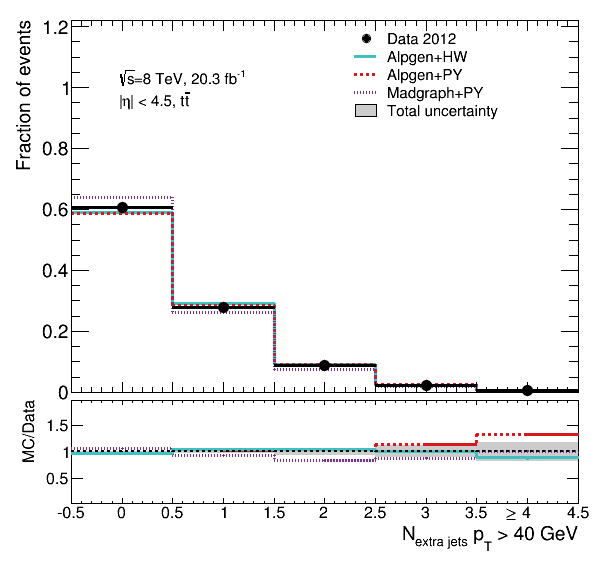 Fraction of events
1.2
1
0.8
0.6
0.4
0.2
0
Data 2012
Alpgen+HW
Alpgen+PY
Madgraph+PY
Total uncertainty
√s=8 TeV, 20.3 fb⁻¹
|η| < 4.5, tt̅
MC/Data
1.5
1
0.5
-0.5 0 0.5 1 1.5 2 2.5 3 3.5 ≥ 4 4.5
N_extra jets p_T > 40 GeV